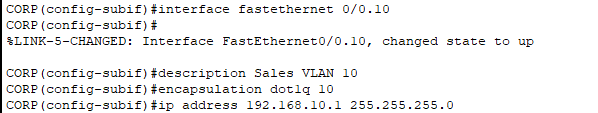 CORP(config-subif)#interface fastethernet 0/0.10
CORP(config-subif)#
%LINK-5-CHANGED: Interface FastEthernet0/0.10, changed state to up
CORP(config-subif)#description Sales VLAN 10
CORP(config-subif)#encapsulation dot1q 10
CORP(config-subif)#ip address 192.168.10.1 255.255.255.0